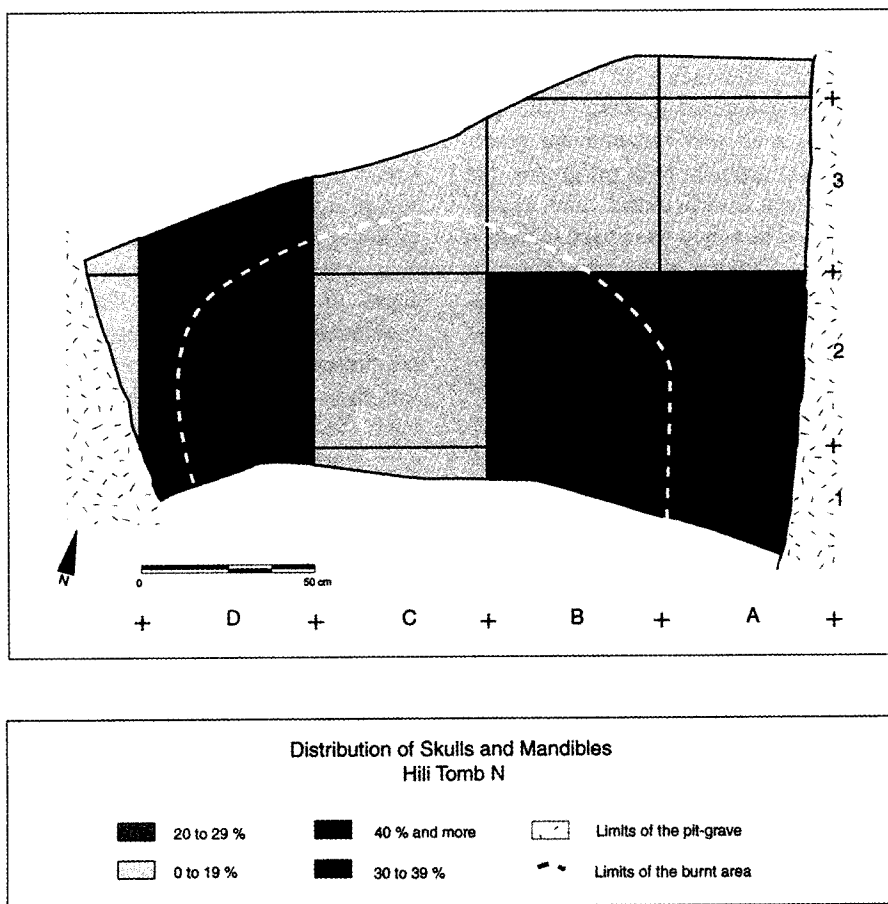 3
2
1
N
0 50 cm
+ D + C + B + A +
Distribution of Skulls and Mandibles
Hili Tomb N
20 to 29 % 40 % and more Limits of the pit-grave
0 to 19 % 30 to 39 % Limits of the burnt area